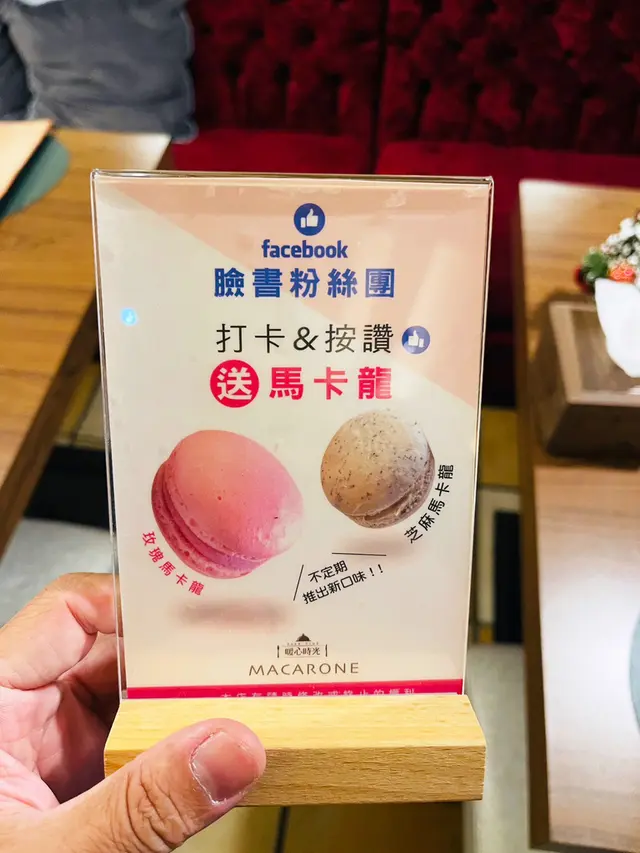 facebook
臉書粉絲團
打卡&按讚
送馬卡龍
玫瑰馬卡龍
芝麻馬卡龍
不定期
推出新口味!!
暖心時光
MACARONE